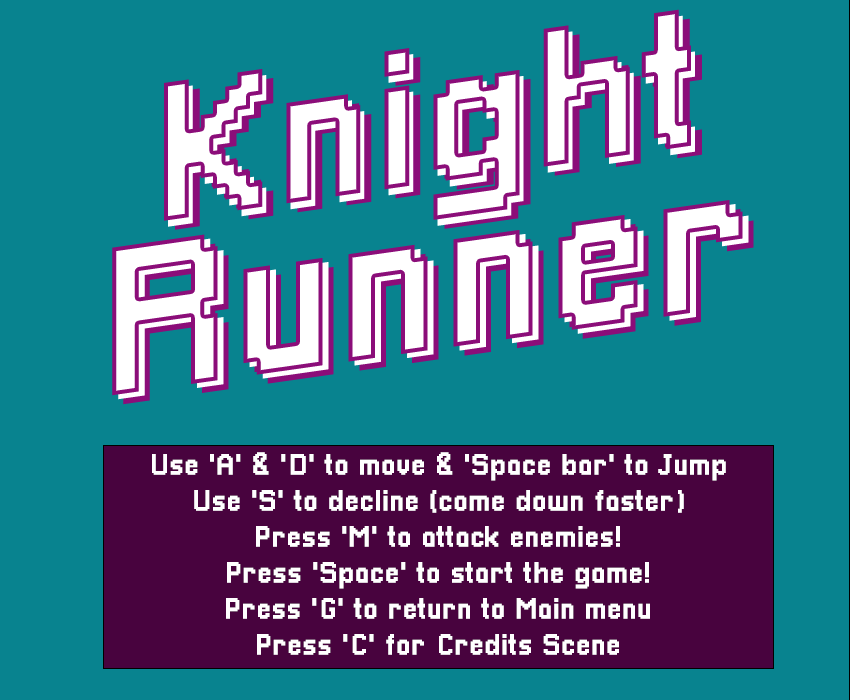 Knight
Runner
Use 'A' & 'D' to move & 'Space bar' to Jump
Use 'S' to decline (come down faster)
Press 'M' to attack enemies!
Press 'Space' to start the game!
Press 'G' to return to Main menu
Press 'C' for Credits Scene